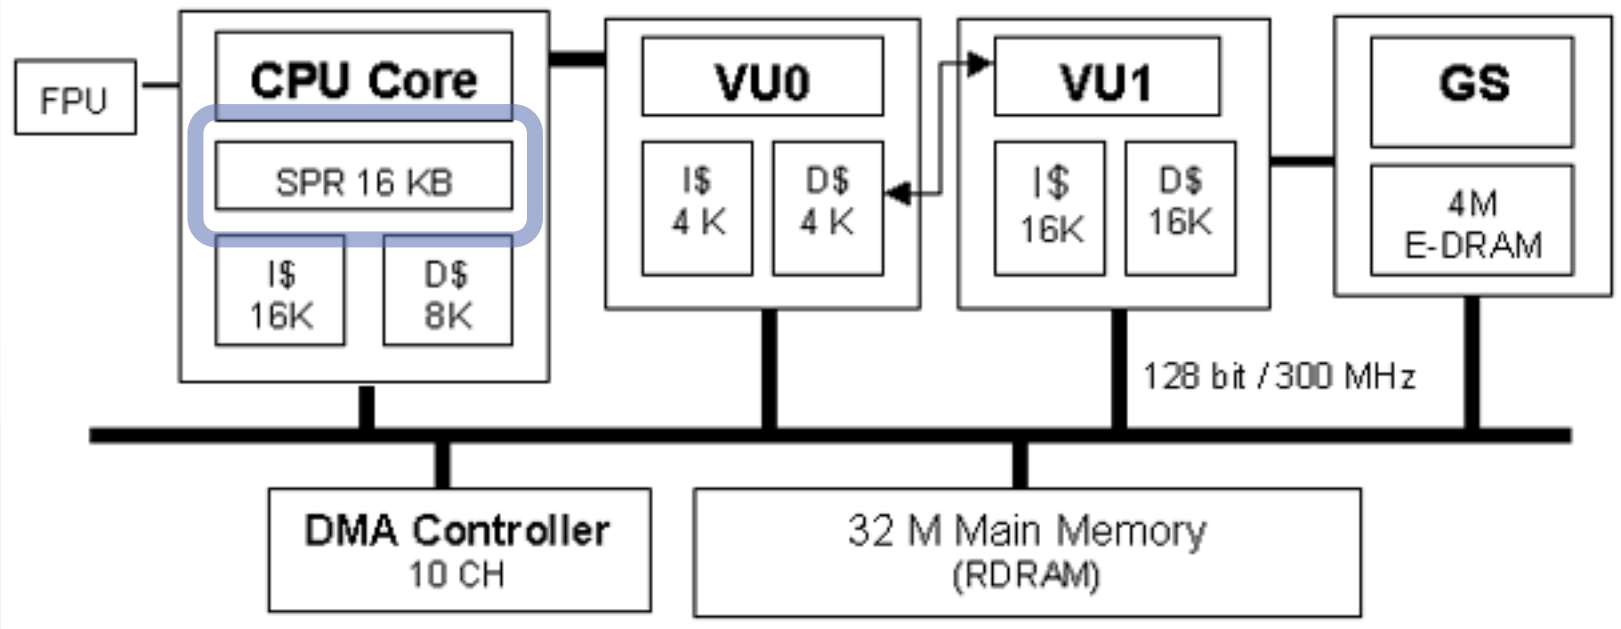 FPU
CPU Core
SPR 16 KB
I$
16K
D$
8K
VU0
I$
4 K
D$
4 K
VU1
I$
16K
D$
16K
GS
4M
E-DRAM
128 bit / 300 MHz
DMA Controller
10 CH
32 M Main Memory
(RDRAM)